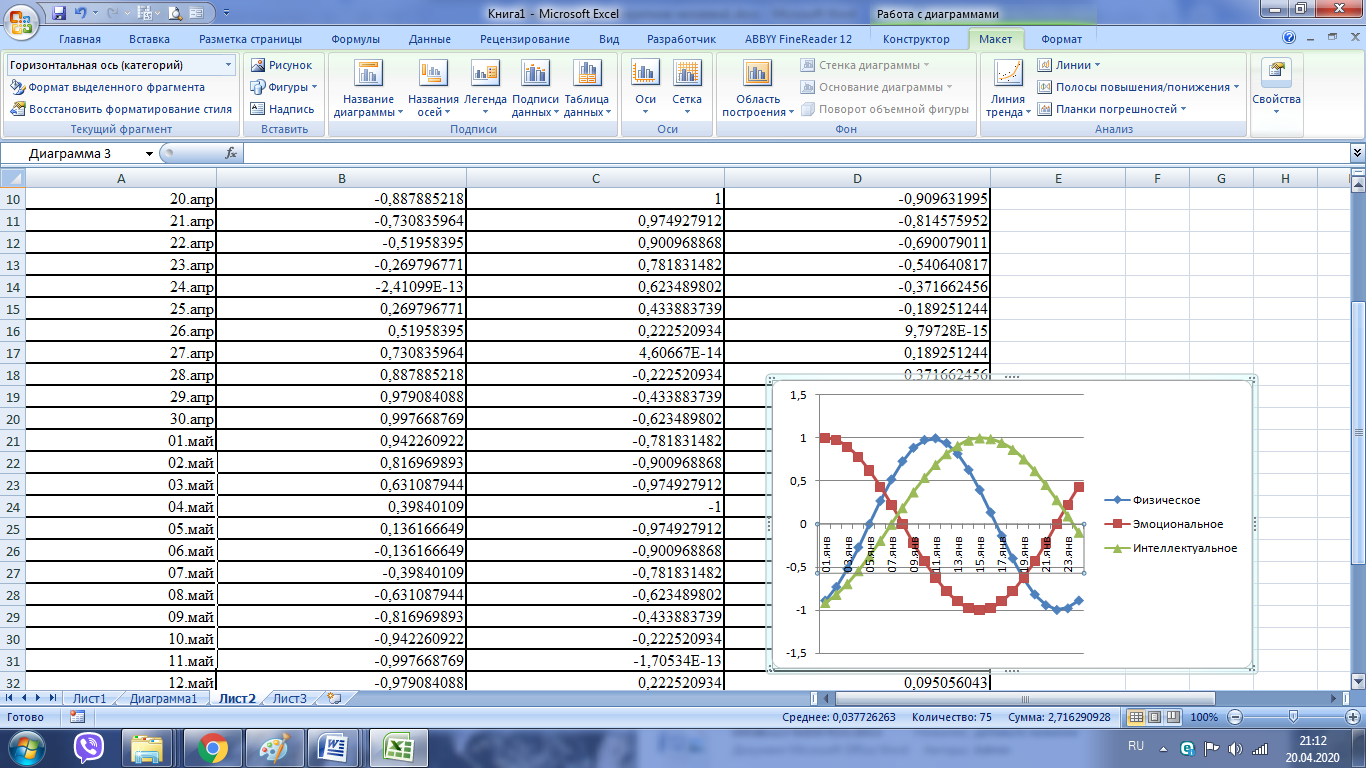 Книга1 - Microsoft Excel
Работа с диаграммами
Главная Вставка Разметка страницы Формулы Данные Рецензирование Вид Разработчик ABBYY FineReader 12 Конструктор Макет Формат
Горизонтальная ось (категорий)
Формат выделенного фрагмента
Восстановить форматирование стиля
Текущий фрагмент
Рисунок
Фигуры
Надпись
Вставить
Название диаграммы
Названия осей
Легенда
Подписи данных
Таблица данных
Подписи
Оси
Сетка
Оси
Область построения
Стенка диаграммы
Основание диаграммы
Поворот объемной фигуры
Фон
Линия тренда
Линии
Полосы повышения/понижения
Планки погрешностей
Анализ
Свойства
Диаграмма 3
fx
A B C D E F G H
10 20.апр -0,887885218 1 -0,909631995
11 21.апр -0,730835964 0,974927912 -0,814575952
12 22.апр -0,51958395 0,900968868 -0,690079011
13 23.апр -0,269796771 0,781831482 -0,540640817
14 24.апр -2,41099E-13 0,623489802 -0,371662456
15 25.апр 0,269796771 0,433883739 -0,189251244
16 26.апр 0,51958395 0,222520934 9,79728E-15
17 27.апр 0,730835964 4,60667E-14 0,189251244
18 28.апр 0,887885218 -0,222520934 0,371662456
19 29.апр 0,979084088 -0,433883739
20 30.апр 0,997668769 -0,623489802
21 01.май 0,942260922 -0,781831482
22 02.май 0,816969893 -0,900968868
23 03.май 0,631087944 -0,974927912
24 04.май 0,39840109 -1
25 05.май 0,136166649 -0,974927912
26 06.май -0,136166649 -0,900968868
27 07.май -0,39840109 -0,781831482
28 08.май -0,631087944 -0,623489802
29 09.май -0,816969893 -0,433883739
30 10.май -0,942260922 -0,222520934
31 11.май -0,997668769 -1,70534E-13
32 12.май -0,979084088 0,222520934 0,095056043
1,5
1
0,5
0
-0,5
-1
-1,5
01.янв 03.янв 05.янв 07.янв 09.янв 11.янв 13.янв 15.янв 17.янв 19.янв 21.янв 23.янв
Физическое
Эмоциональное
Интеллектуальное
Лист1 Диаграмма1 Лист2 Лист3
Готово
Среднее: 0,037726263 Количество: 75 Сумма: 2,716290928 100%
RU
21:12
20.04.2020